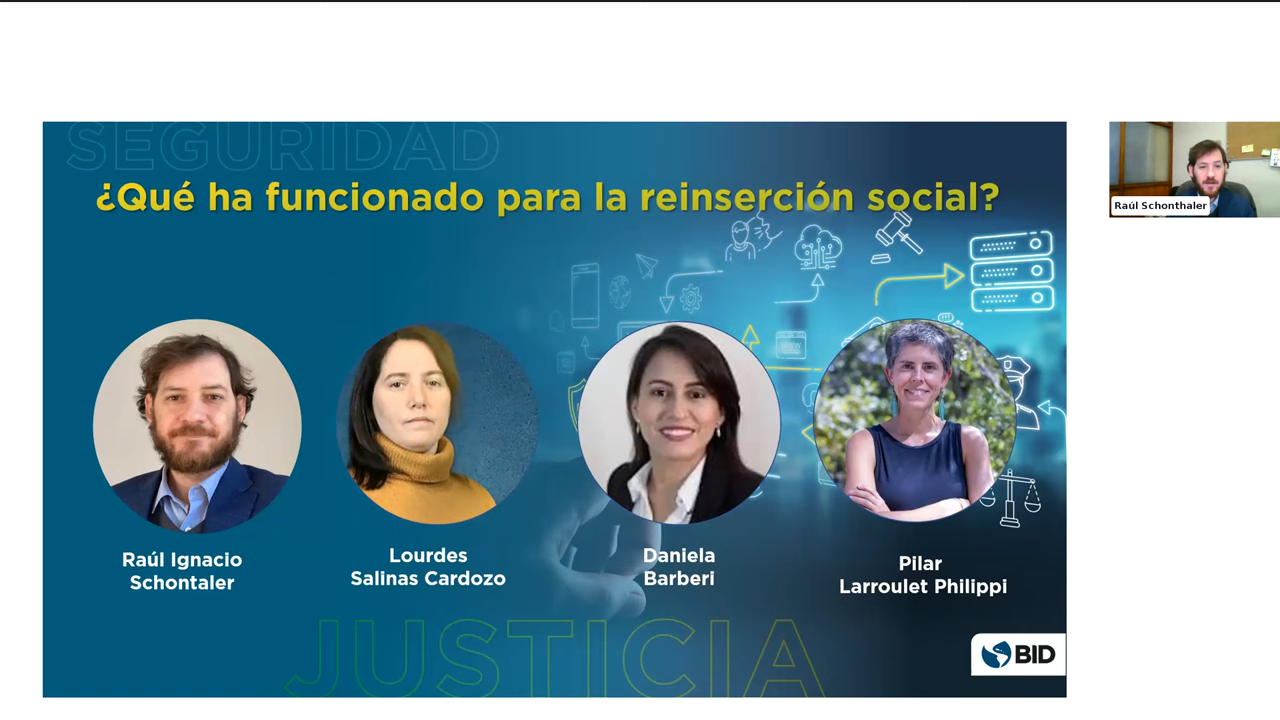 SEGURIDAD
¿Qué ha funcionado para la reinserción social?
Raúl Schonthaler
Raúl Ignacio
Schontaler
Lourdes
Salinas Cardozo
Daniela
Barberi
Pilar
Larroulet Philippi
JUSTICIA
BID